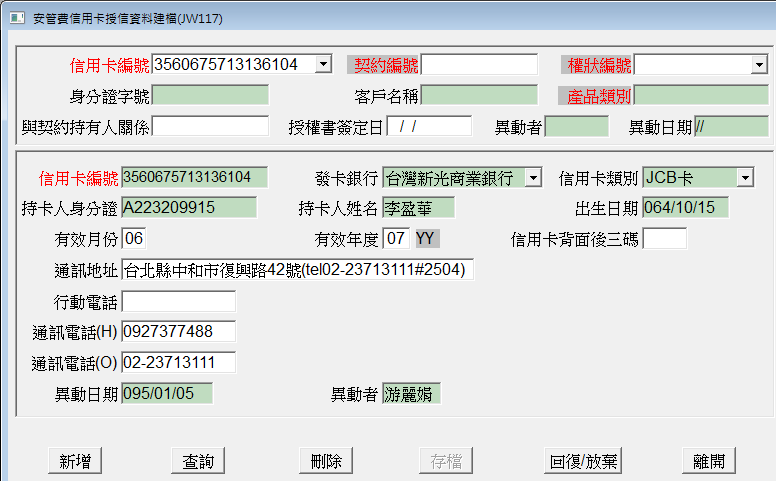 安管費信用卡授信資料建檔(JW117)
信用卡編號 3560675713136104 契約編號 權狀編號
身分證字號 客戶名稱 產品類別
與契約持有人關係 授權書簽定日 / / 異動者 異動日期 //
信用卡編號 3560675713136104 發卡銀行 台灣新光商業銀行 信用卡類別 JCB卡
持卡人身分證 A223209915 持卡人姓名 李盈華 出生日期 064/10/15
有效月份 06 有效年度 07 YY 信用卡背面後三碼
通訊地址 台北縣中和市復興路42號(tel02-23713111#2504)
行動電話
通訊電話(H) 0927377488
通訊電話(O) 02-23713111
異動日期 095/01/05 異動者 游麗娟
新增 查詢 刪除 存檔 回復/放棄 離開